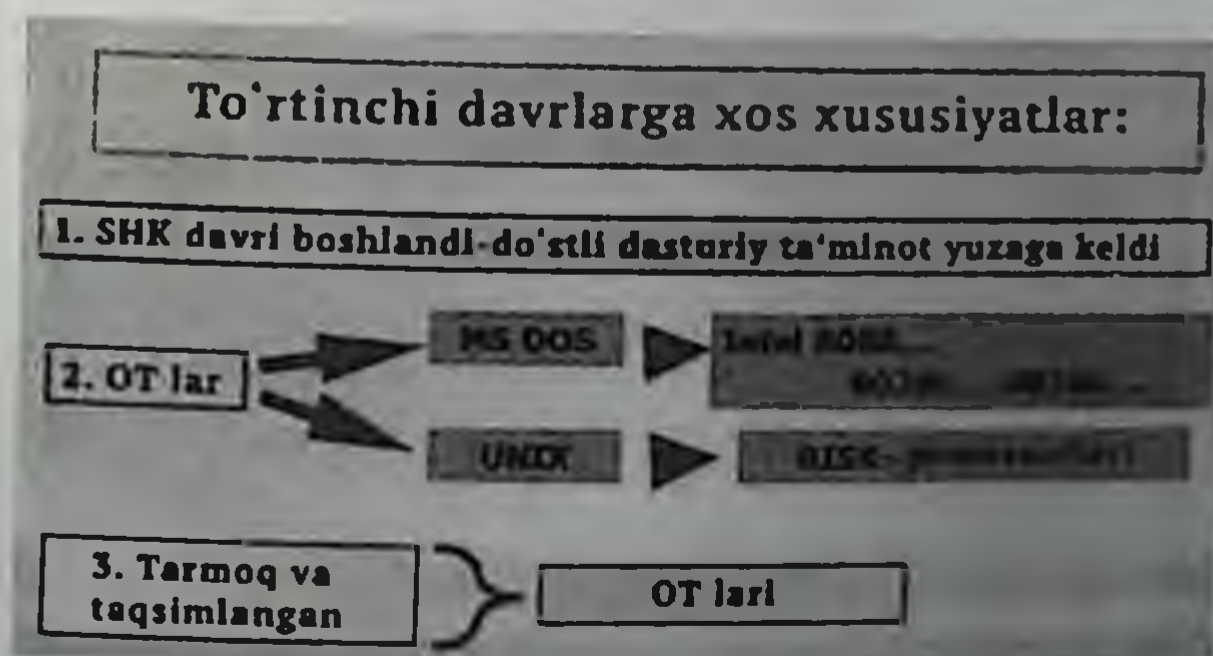 To'rtinchi davrlarga xos xususiyatlar:
1. SHK davri boshlandi-do'stli dasturiy ta'minot yuzaga keldi
MS DOS
Intel
2. OT lar
UNIX
RISK-
3. Tarmoq va
taqsimlangan
OT lari